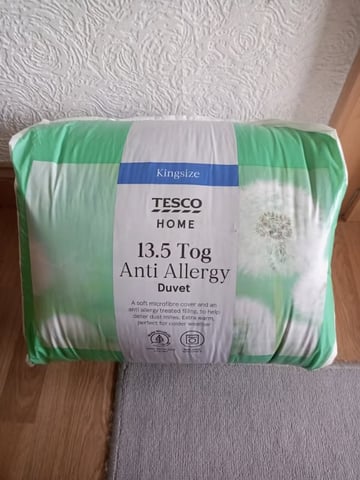 Kingsize
TESCO
HOME
13.5 Tog
Anti Allergy
Duvet
A soft microfibre cover and an
anti allergy treated filling, to help
deter dust mites. Extra warm,
perfect for colder weather